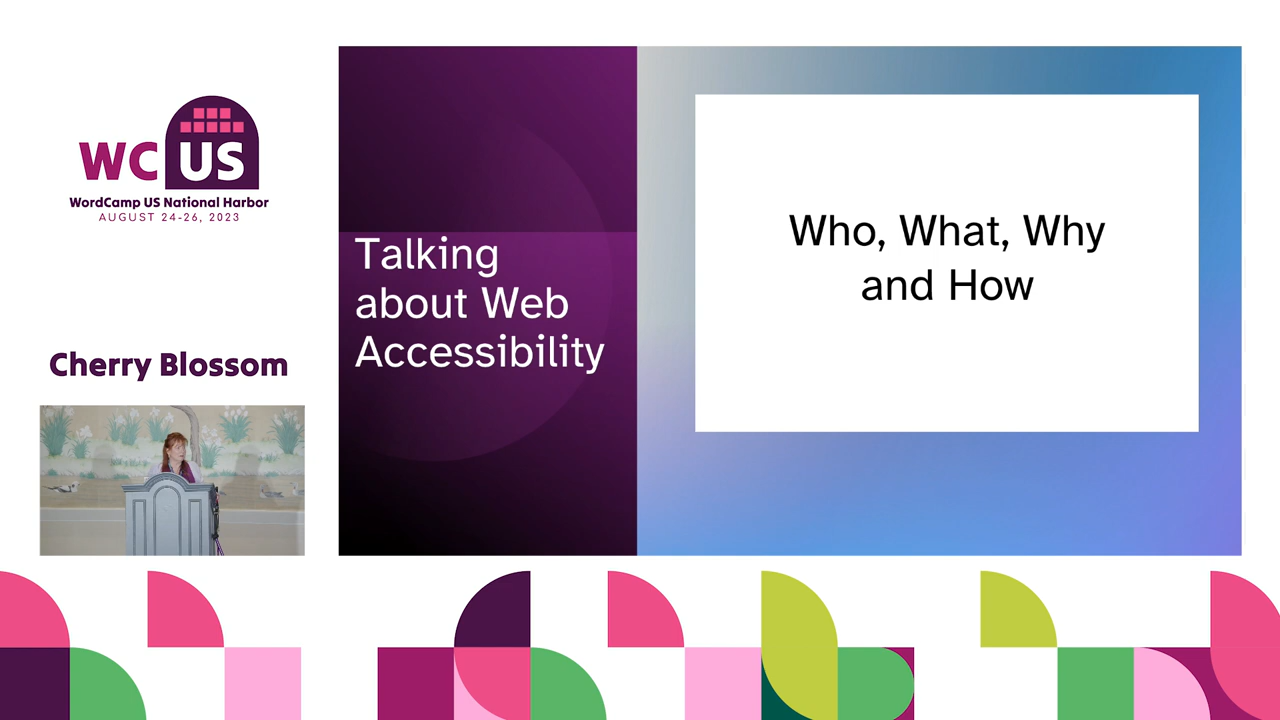 WC US
WordCamp US National Harbor
AUGUST 24-26, 2023
Cherry Blossom
Talking
about Web
Accessibility
Who, What, Why
and How